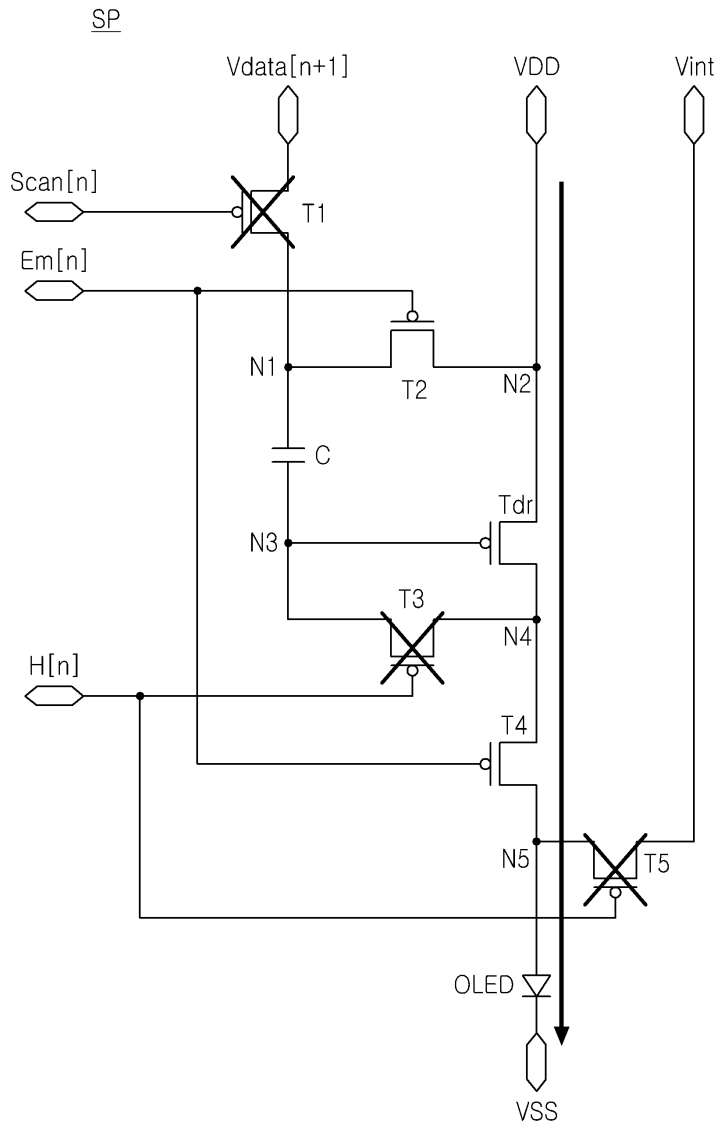 SP
Vdata[n+1]
VDD
Vint
Scan[n]
T1
Em[n]
N1
T2
N2
C
Tdr
N3
T3
N4
H[n]
T4
N5
T5
OLED
VSS